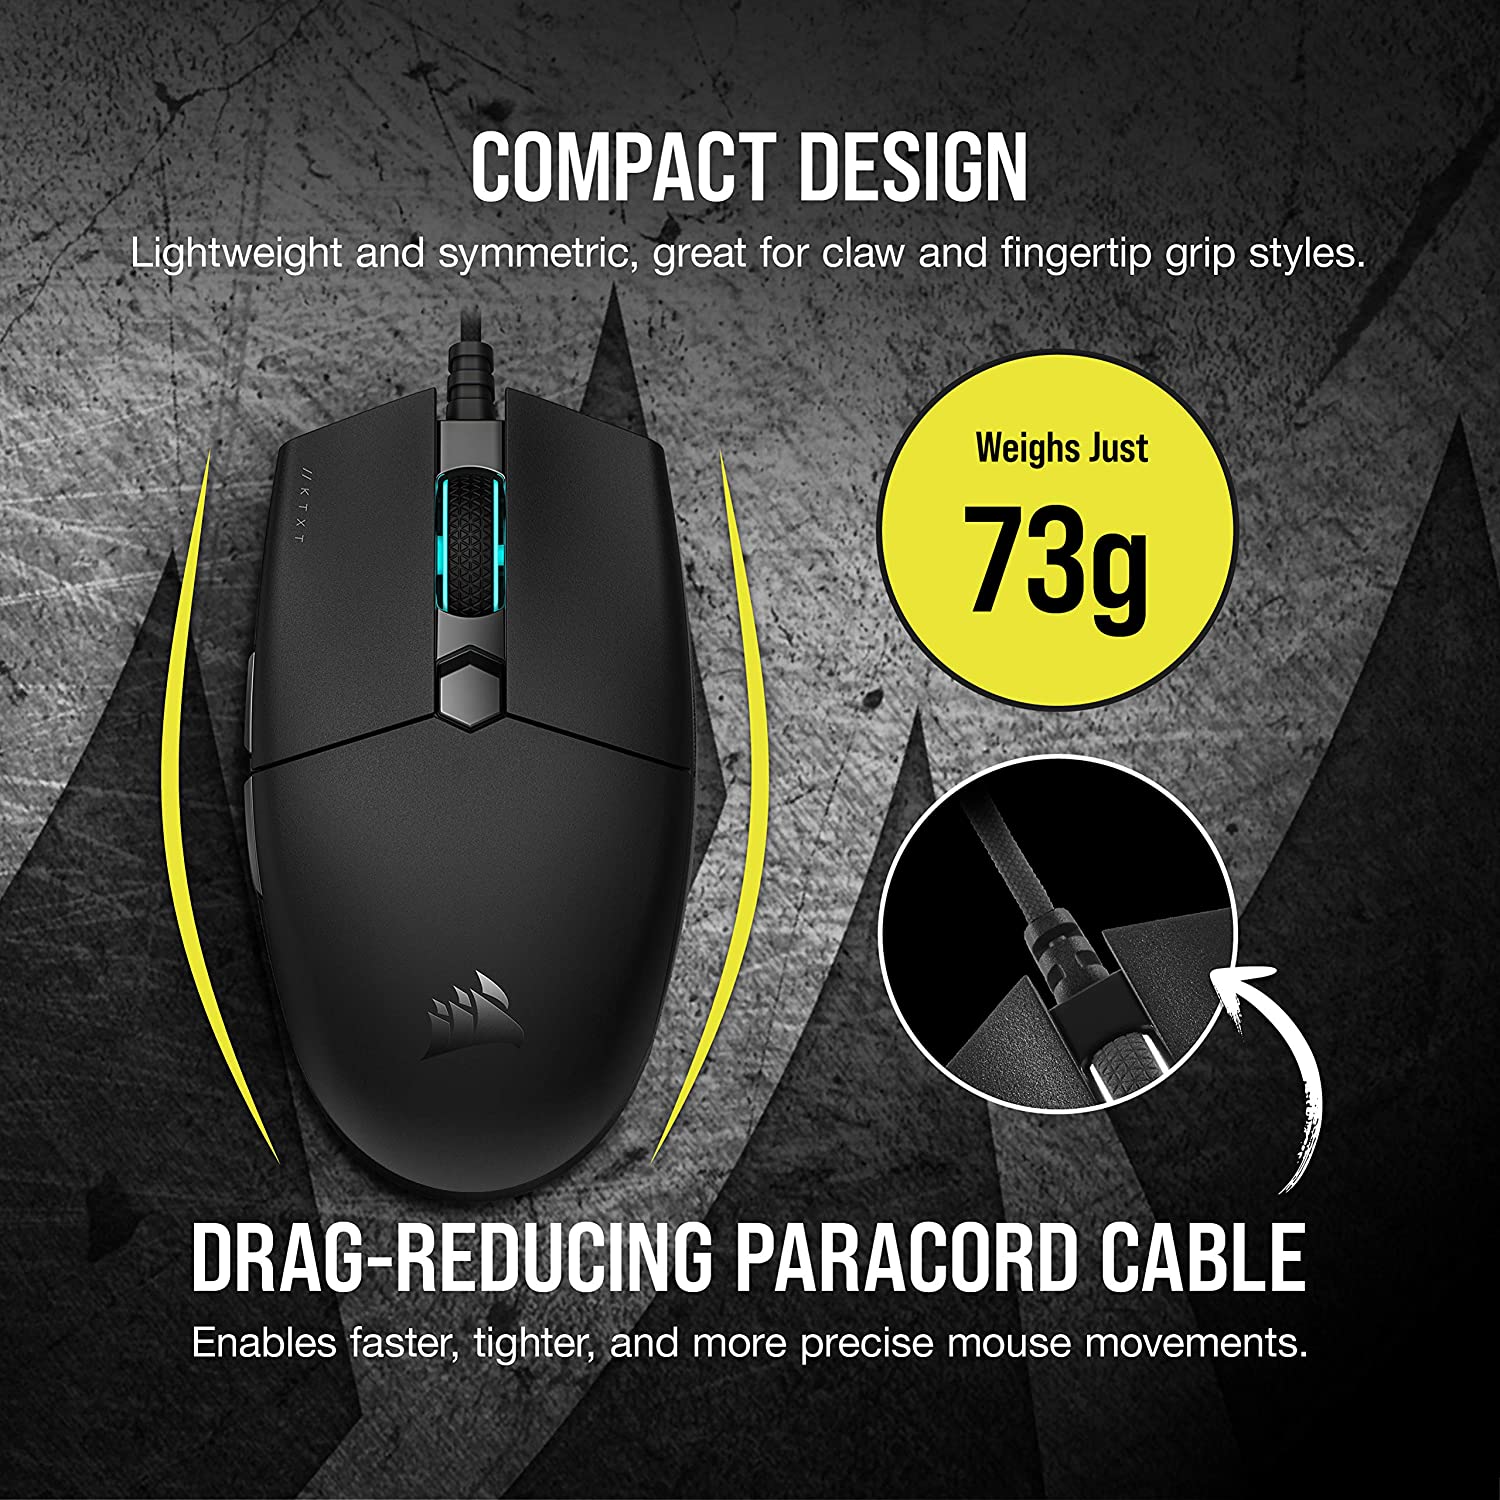 COMPACT DESIGN
Lightweight and symmetric, great for claw and fingertip grip styles.
Weighs Just
73g
//KTXT
DRAG-REDUCING PARACORD CABLE
Enables faster, tighter, and more precise mouse movements.